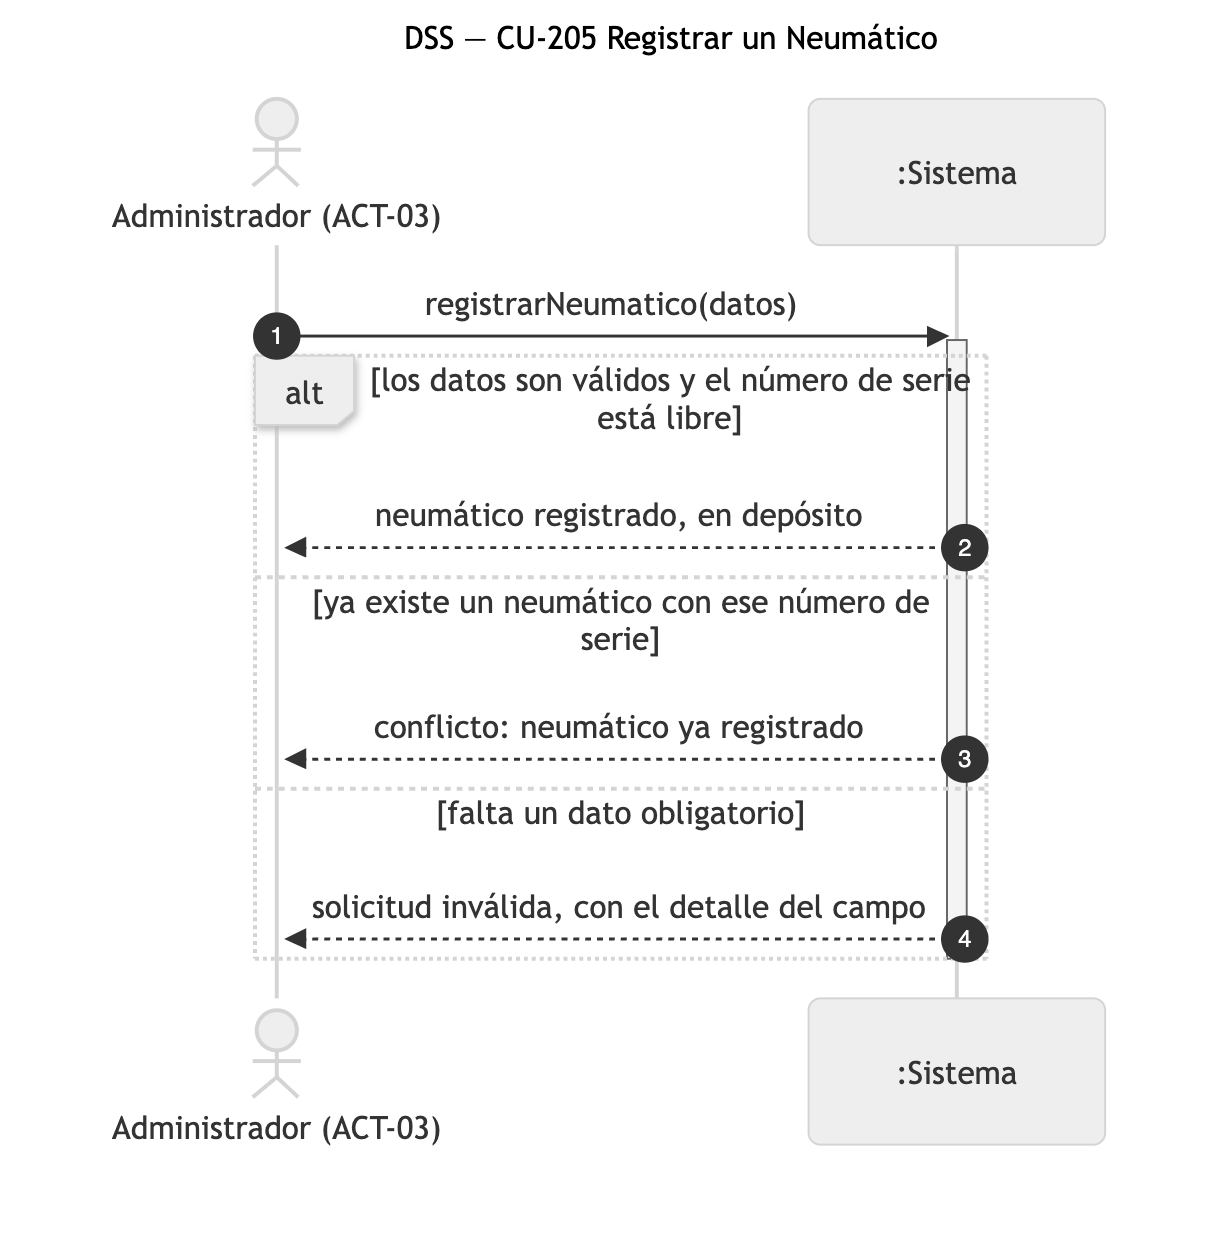 DSS — CU-205 Registrar un Neumático
Administrador (ACT-03)
:Sistema
registrarNeumatico(datos)
1
alt
[los datos son válidos y el número de serie
está libre]
neumático registrado, en depósito
2
[ya existe un neumático con ese número de
serie]
conflicto: neumático ya registrado
3
[falta un dato obligatorio]
solicitud inválida, con el detalle del campo
4
Administrador (ACT-03)
:Sistema